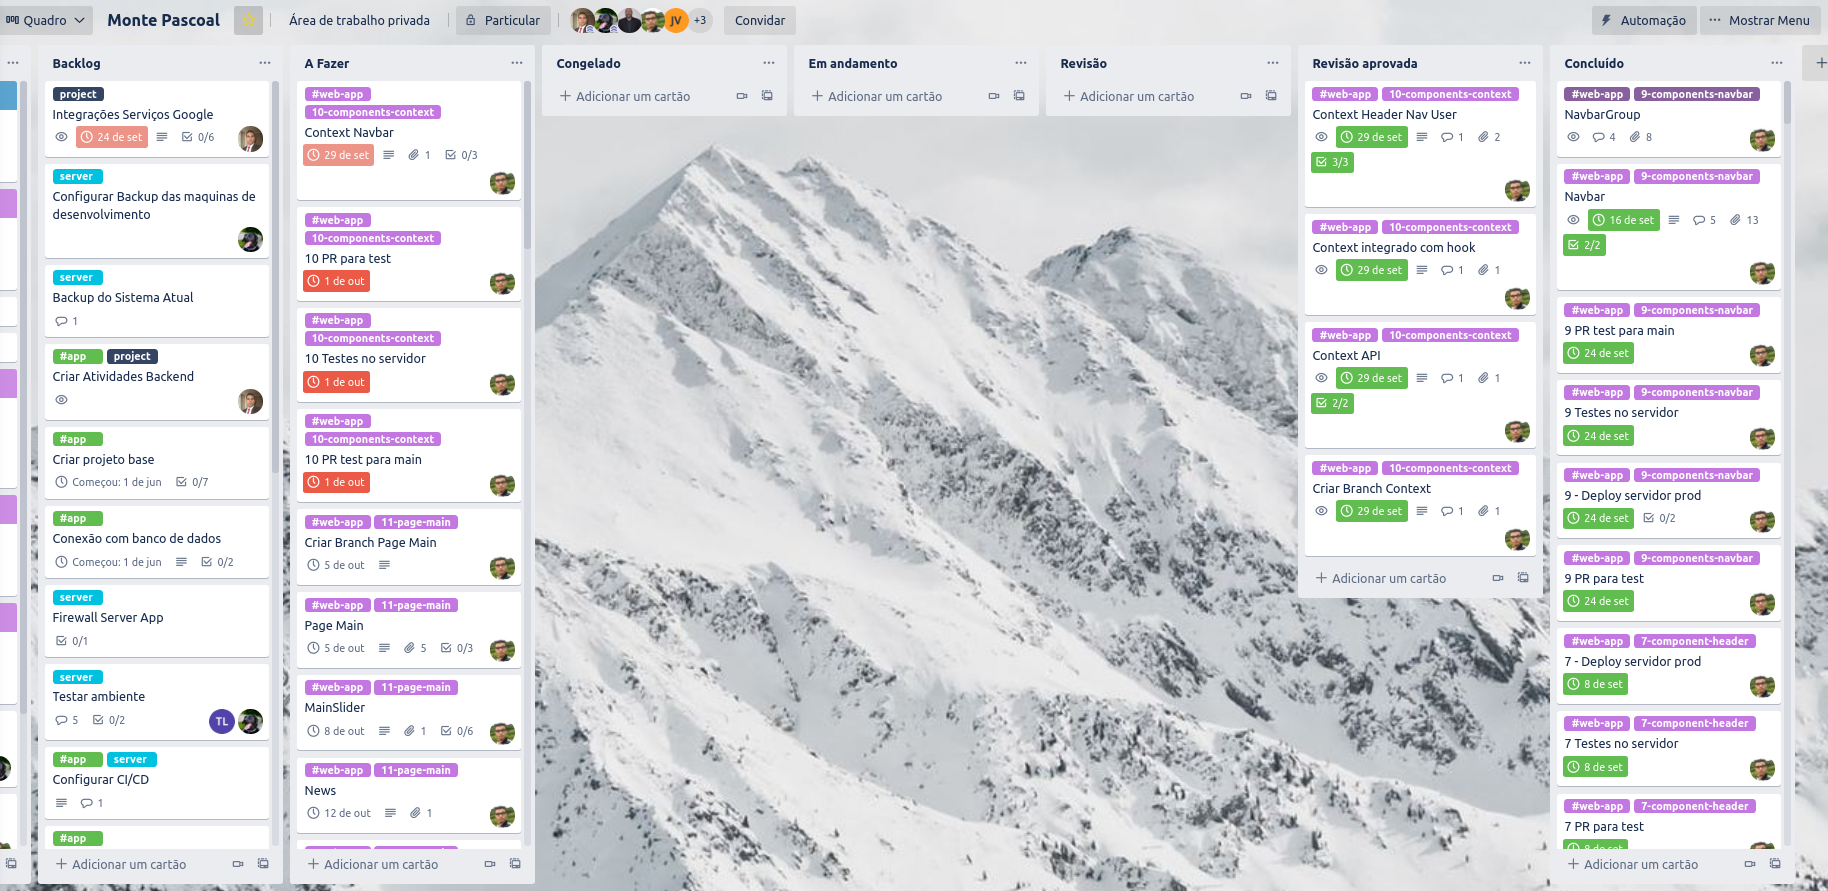 Quadro
Monte Pascoal
Área de trabalho privada
Particular
JV
+3
Convidar
Automação
Mostrar Menu
Backlog
project
Integrações Serviços Google
24 de set
0/6
server
Configurar Backup das maquinas de
desenvolvimento
server
Backup do Sistema Atual
1
#app project
Criar Atividades Backend
#app
Criar projeto base
Começou: 1 de jun 0/7
#app
Conexão com banco de dados
Começou: 1 de jun 0/2
server
Firewall Server App
0/1
server
Testar ambiente
5 0/2 TL
#app server
Configurar CI/CD
1
#app
Adicionar um cartão
A Fazer
#web-app
10-components-context
Context Navbar
29 de set 1 0/3
#web-app
10-components-context
10 PR para test
1 de out
#web-app
10-components-context
10 Testes no servidor
1 de out
#web-app
10-components-context
10 PR test para main
1 de out
#web-app 11-page-main
Criar Branch Page Main
5 de out
#web-app 11-page-main
Page Main
5 de out 5 0/3
#web-app 11-page-main
MainSlider
8 de out 1 0/6
#web-app 11-page-main
News
12 de out 1
Adicionar um cartão
Congelado
Adicionar um cartão
Em andamento
Adicionar um cartão
Revisão
Adicionar um cartão
Revisão aprovada
#web-app 10-components-context
Context Header Nav User
29 de set 1 2
3/3
#web-app 10-components-context
Context integrado com hook
29 de set 1 1
#web-app 10-components-context
Context API
29 de set 1 1
2/2
#web-app 10-components-context
Criar Branch Context
29 de set 1 1
Adicionar um cartão
Concluído
#web-app 9-components-navbar
NavbarGroup
4 8
#web-app 9-components-navbar
Navbar
16 de set 5 13
2/2
#web-app 9-components-navbar
9 PR test para main
24 de set
#web-app 9-components-navbar
9 Testes no servidor
24 de set
#web-app 9-components-navbar
9 - Deploy servidor prod
24 de set 0/2
#web-app 9-components-navbar
9 PR para test
24 de set
#web-app 7-component-header
7 - Deploy servidor prod
8 de set
#web-app 7-component-header
7 Testes no servidor
8 de set
#web-app 7-component-header
7 PR para test
8 de set
Adicionar um cartão